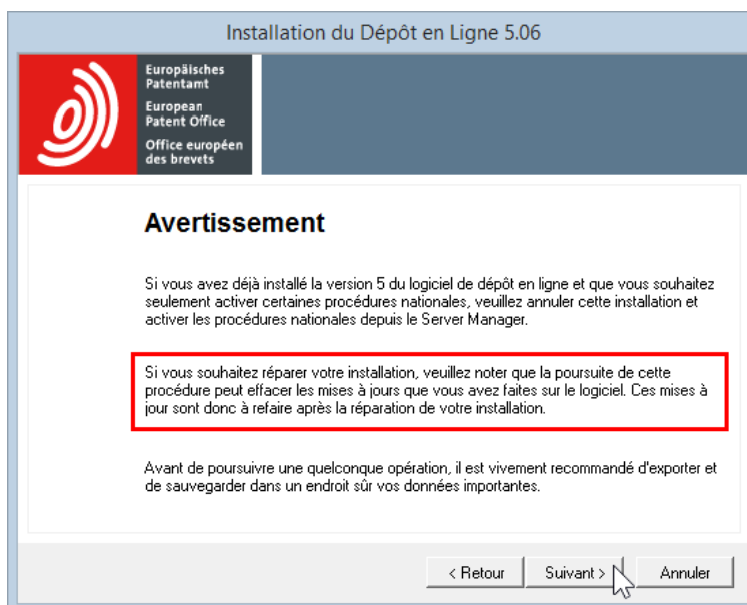 Installation du Dépôt en Ligne 5.06
Europäisches
Patentamt
European
Patent Office
Office européen
des brevets
Avertissement
Si vous avez déjà installé la version 5 du logiciel de dépôt en ligne et que vous souhaitez
seulement activer certaines procédures nationales, veuillez annuler cette installation et
activer les procédures nationales depuis le Server Manager.
Si vous souhaitez réparer votre installation, veuillez noter que la poursuite de cette
procédure peut effacer les mises à jours que vous avez faites sur le logiciel. Ces mises à
jour sont donc à refaire après la réparation de votre installation.
Avant de poursuivre une quelconque opération, il est vivement recommandé d'exporter et
de sauvegarder dans un endroit sûr vos données importantes.
< Retour Suivant > Annuler